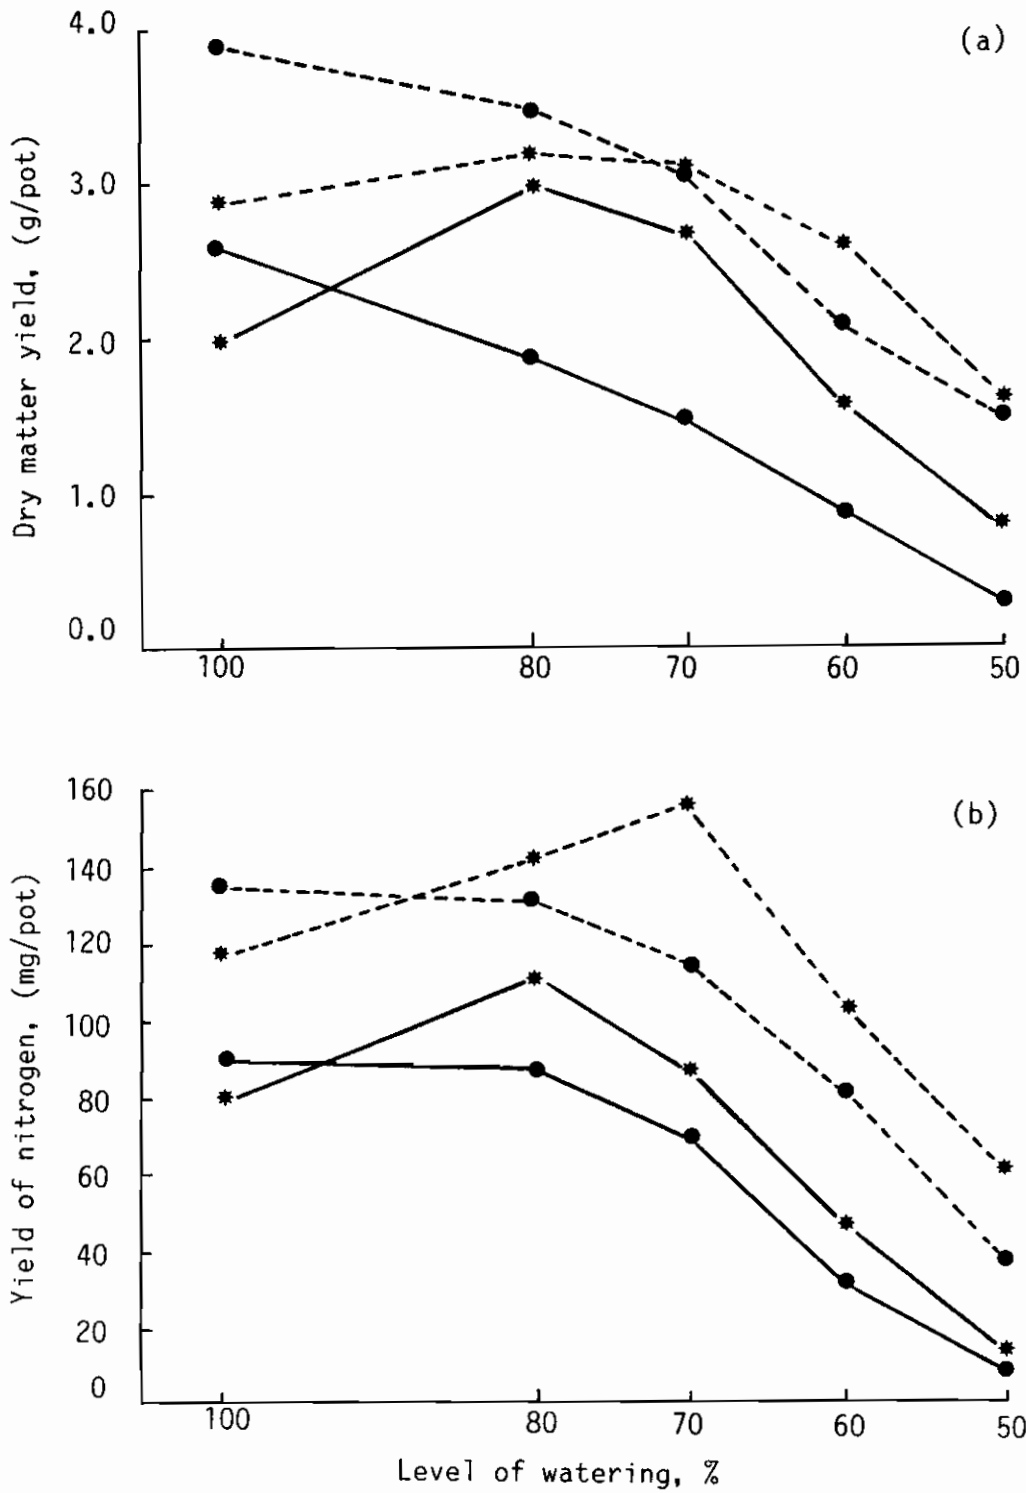 (a)
Dry matter yield, (g/pot)
4.0
3.0
2.0
1.0
0.0
100 80 70 60 50
(b)
Yield of nitrogen, (mg/pot)
160
140
120
100
80
60
40
20
0
100 80 70 60 50
Level of watering, %